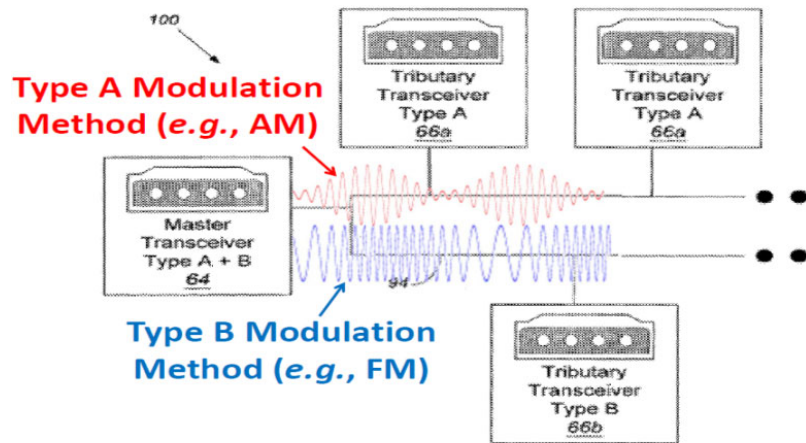 100
Type A Modulation
Method (e.g., AM)
Tributary
Transceiver
Type A
66a
Tributary
Transceiver
Type A
66a
Master
Transceiver
Type A + B
64
94
Type B Modulation
Method (e.g., FM)
Tributary
Transceiver
Type B
66b